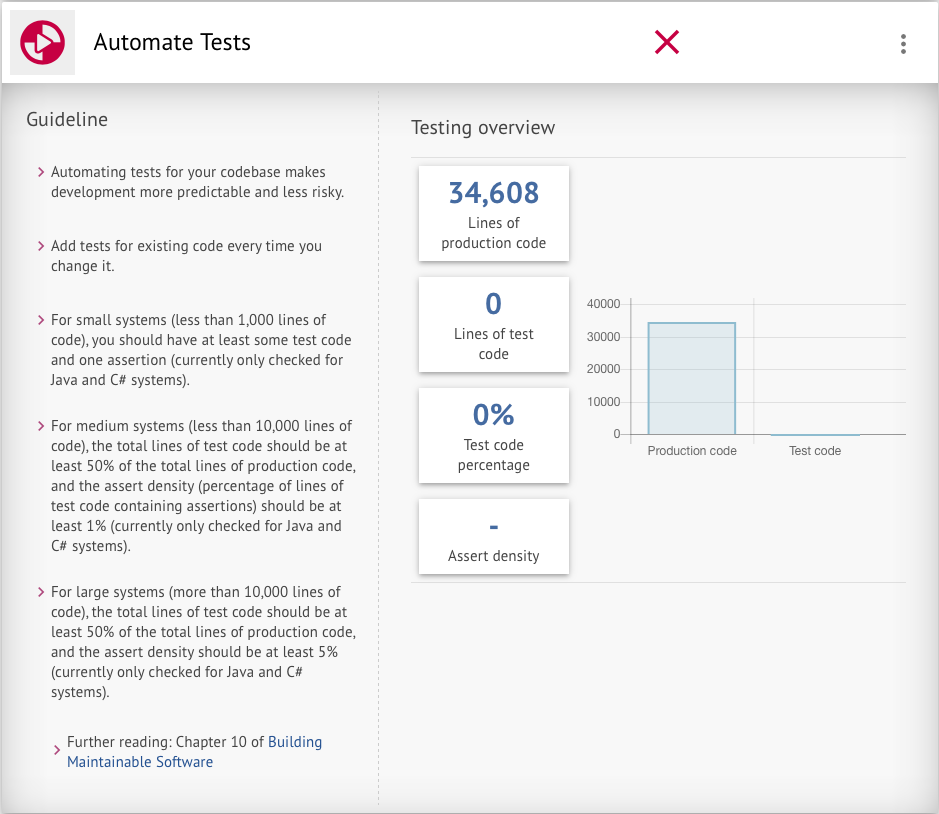 Automate Tests
Guideline
Automating tests for your codebase makes
development more predictable and less risky.
Add tests for existing code every time you
change it.
For small systems (less than 1,000 lines of
code), you should have at least some test code
and one assertion (currently only checked for
Java and C# systems).
For medium systems (less than 10,000 lines of
code), the total lines of test code should be at
least 50% of the total lines of production code,
and the assert density (percentage of lines of
test code containing assertions) should be at
least 1% (currently only checked for Java and
C# systems).
For large systems (more than 10,000 lines of
code), the total lines of test code should be at
least 50% of the total lines of production code,
and the assert density should be at least 5%
(currently only checked for Java and C#
systems).
Further reading: Chapter 10 of Building
Maintainable Software
Testing overview
34,608
Lines of
production code
0
Lines of test
code
0%
Test code
percentage
-
Assert density
40000
30000
20000
10000
0
Production code
Test code